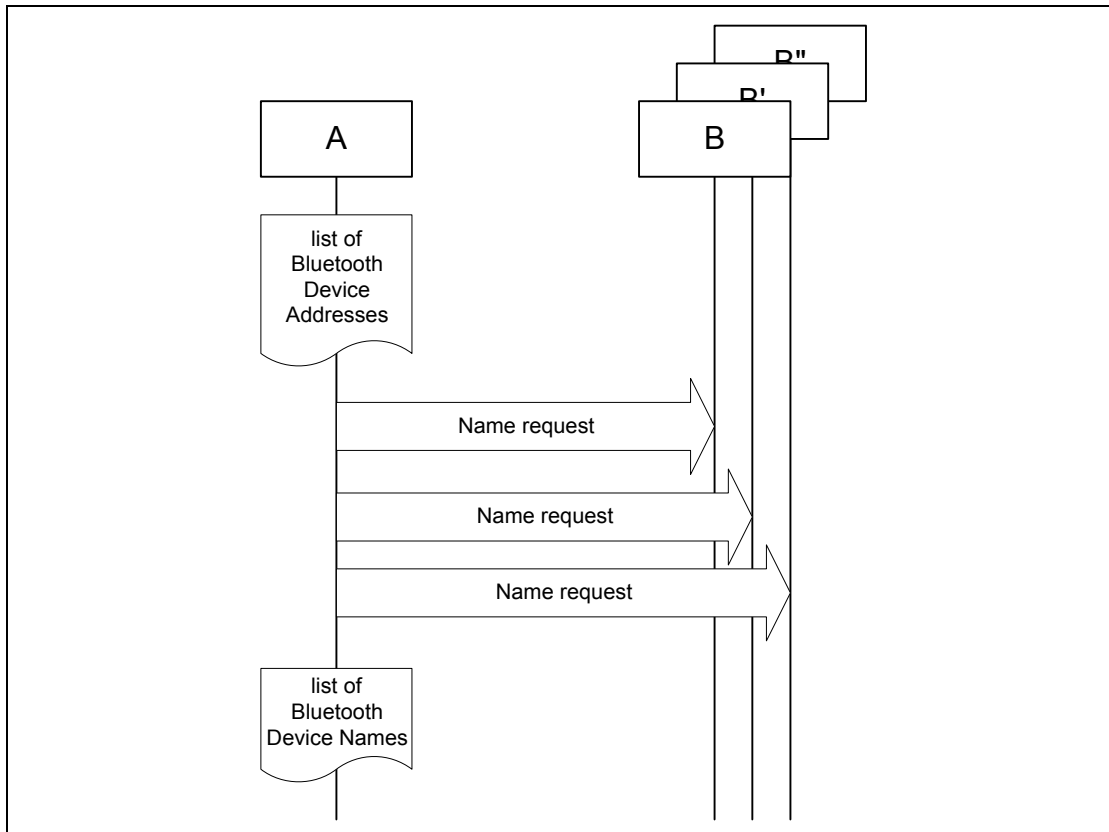 B"
B'
A
B
list of
Bluetooth
Device
Addresses
Name request
Name request
Name request
list of
Bluetooth
Device Names